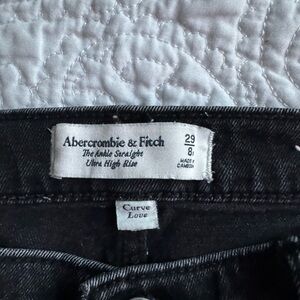 Abercrombie & Fitch
The Ankle Straight
Ultra High Rise
29
8
MADE IN
CAMBODIA
Curve
Love